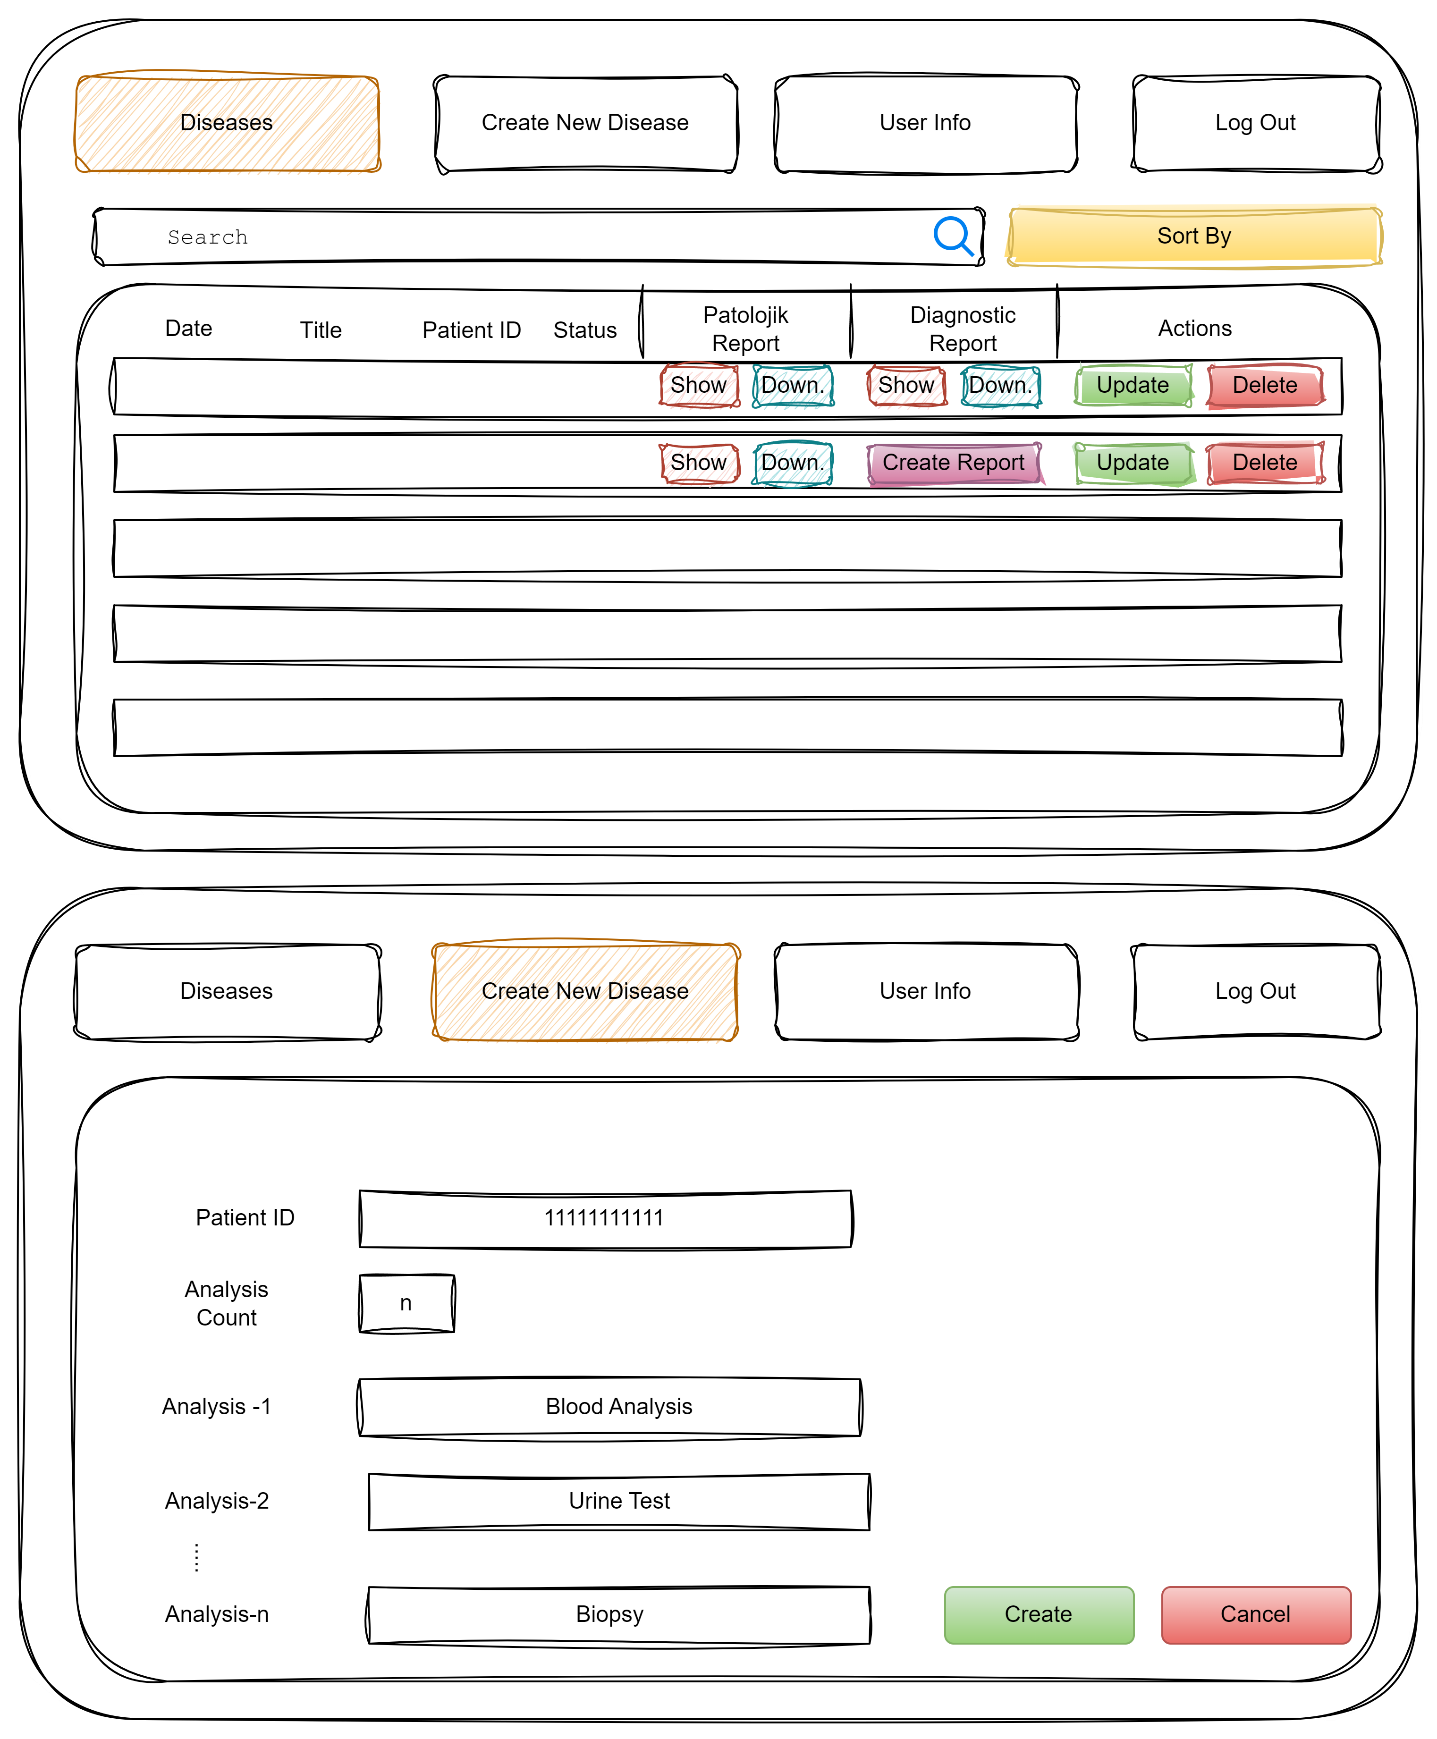 Diseases
Create New Disease
User Info
Log Out
Search
Sort By
Date
Title
Patient ID
Status
Patolojik
Report
Diagnostic
Report
Actions
Show
Down.
Show
Down.
Update
Delete
Show
Down.
Create Report
Update
Delete
Diseases
Create New Disease
User Info
Log Out
Patient ID
11111111111
Analysis
Count
n
Analysis -1
Blood Analysis
Analysis-2
Urine Test
Analysis-n
Biopsy
Create
Cancel